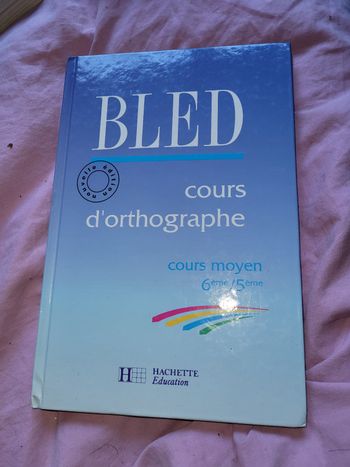 BLED
nouvelle édition
cours
d'orthographe
cours moyen
6ème/5ème
H HACHETTE
Education